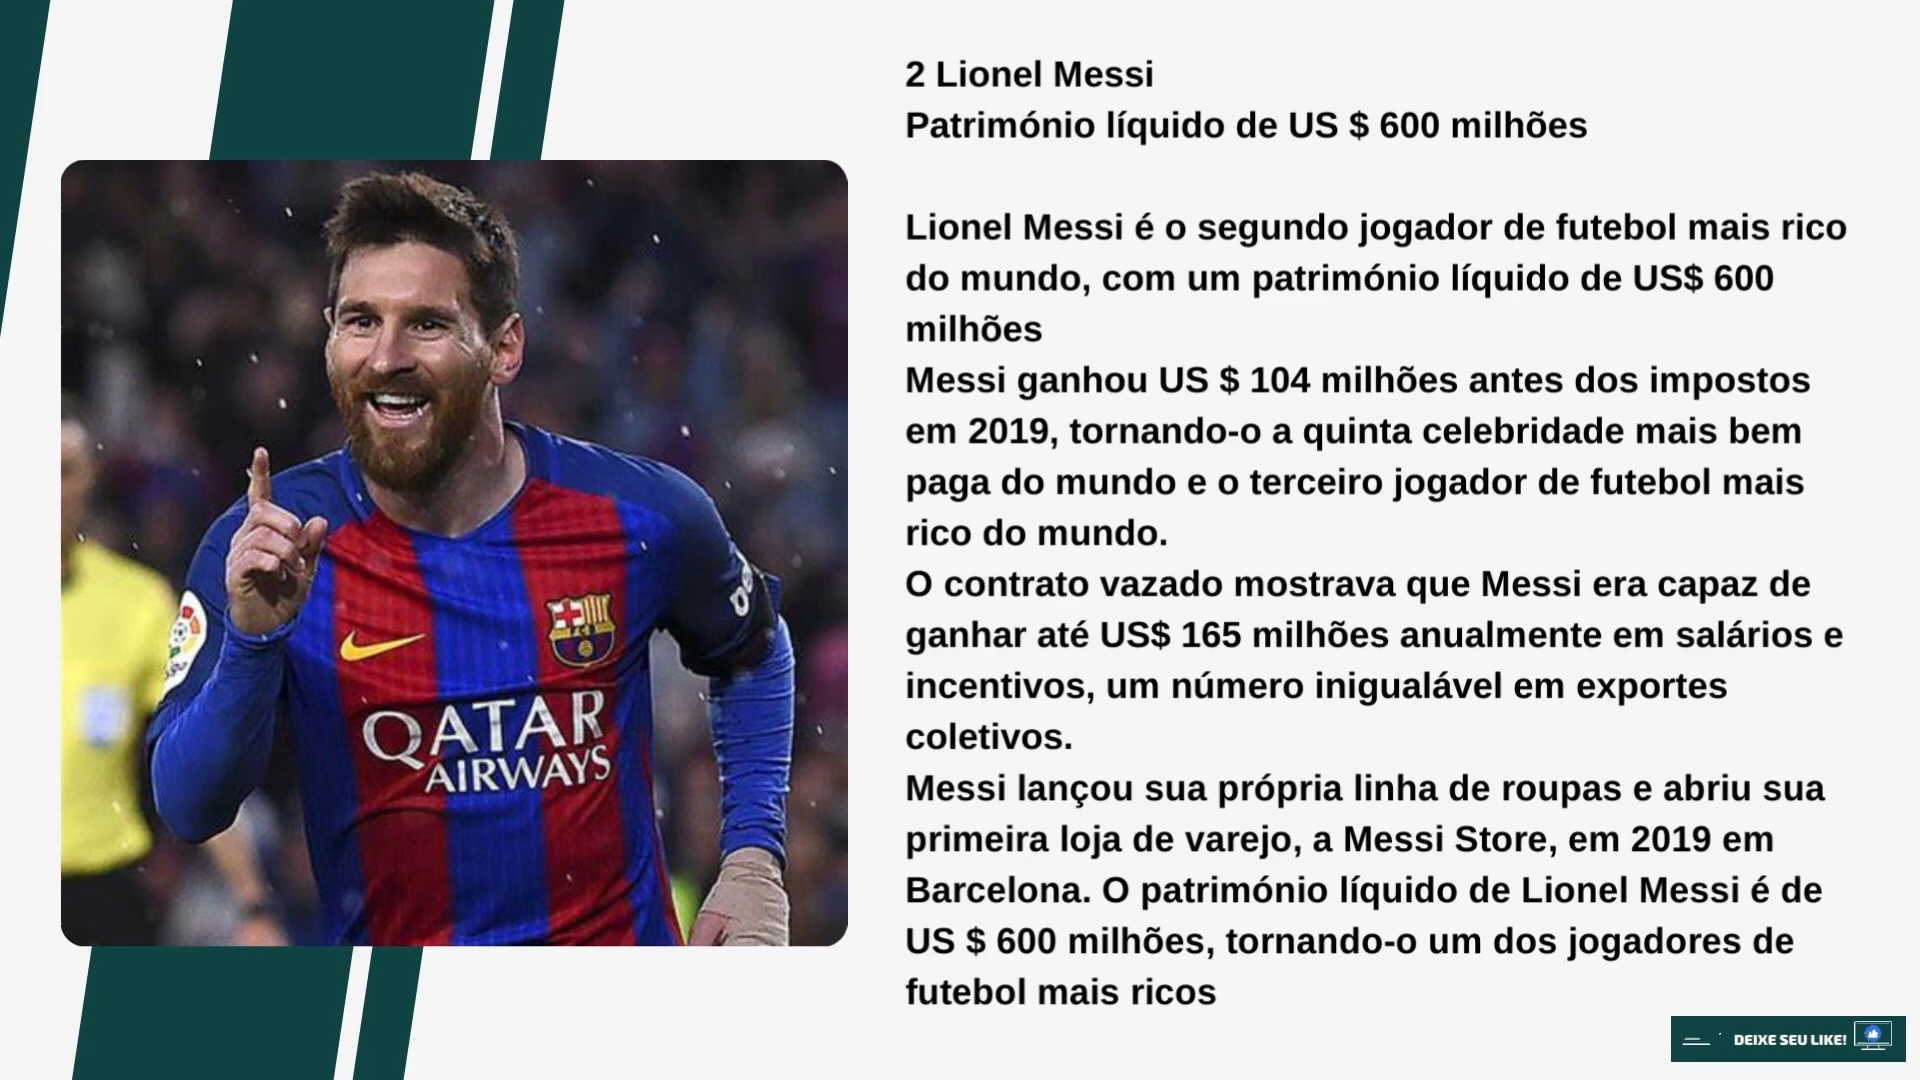 2 Lionel Messi
Património líquido de US $ 600 milhões
Lionel Messi é o segundo jogador de futebol mais rico
do mundo, com um património líquido de US$ 600
milhões
Messi ganhou US $ 104 milhões antes dos impostos
em 2019, tornando-o a quinta celebridade mais bem
paga do mundo e o terceiro jogador de futebol mais
rico do mundo.
O contrato vazado mostrava que Messi era capaz de
ganhar até US$ 165 milhões anualmente em salários e
incentivos, um número inigualável em exportes
coletivos.
Messi lançou sua própria linha de roupas e abriu sua
primeira loja de varejo, a Messi Store, em 2019 em
Barcelona. O património líquido de Lionel Messi é de
US $ 600 milhões, tornando-o um dos jogadores de
futebol mais ricos
QATAR
AIRWAYS
DEIXE SEU LIKE!